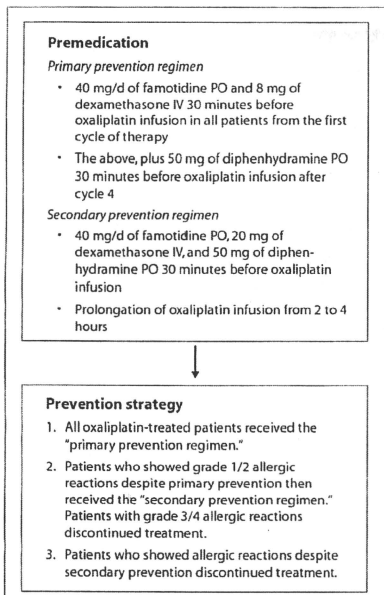 Premedication
Primary prevention regimen
• 40 mg/d of famotidine PO and 8 mg of
dexamethasone IV 30 minutes before
oxaliplatin infusion in all patients from the first
cycle of therapy
• The above, plus 50 mg of diphenhydramine PO
30 minutes before oxaliplatin infusion after
cycle 4
Secondary prevention regimen
• 40 mg/d of famotidine PO, 20 mg of
dexamethasone IV, and 50 mg of diphen-
hydramine PO 30 minutes before oxaliplatin
infusion
• Prolongation of oxaliplatin infusion from 2 to 4
hours
Prevention strategy
1. All oxaliplatin-treated patients received the
"primary prevention regimen."
2. Patients who showed grade 1/2 allergic
reactions despite primary prevention then
received the "secondary prevention regimen."
Patients with grade 3/4 allergic reactions
discontinued treatment.
3. Patients who showed allergic reactions despite
secondary prevention discontinued treatment.